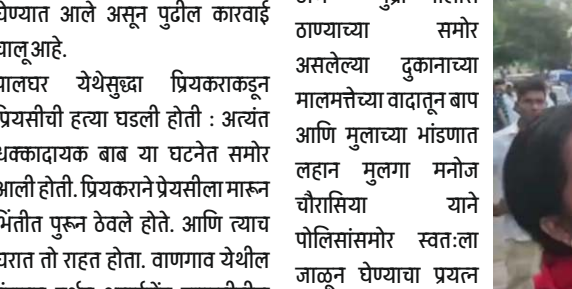 घेण्यात आले असून पुढील कारवाई
चालू आहे.
पालघर येथेसुद्धा प्रियकराकडून
प्रियसीची हत्या घडली होती : अत्यंत
धक्कादायक बाब या घटनेत समोर
आली होती. प्रियकराने प्रेयसीला मारून
भिंतीत पुरून ठेवले होते. आणि त्याच
घरात तो राहत होता. वाणगाव येथील
ठाण्याच्या समोर
असलेल्या दुकानाच्या
मालमत्तेच्या वादातून बाप
आणि मुलाच्या भांडणात
लहान मुलगा मनोज
चौरासिया याने
पोलिसांसमोर स्वतःला
जाळून घेण्याचा प्रयत्न